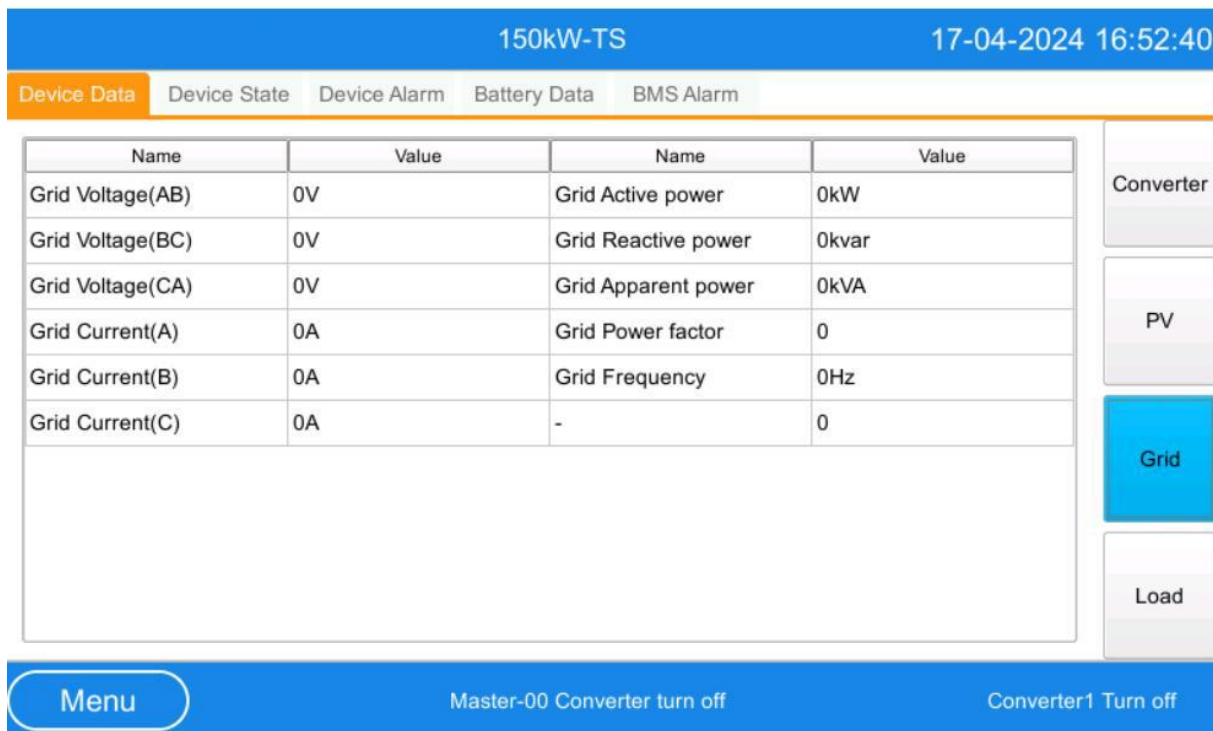 150kW-TS 17-04-2024 16:52:40
Device Data Device State Device Alarm Battery Data BMS Alarm
Name Value Name Value
Grid Voltage(AB) 0V Grid Active power 0kW
Grid Voltage(BC) 0V Grid Reactive power 0kvar
Grid Voltage(CA) 0V Grid Apparent power 0kVA
Grid Current(A) 0A Grid Power factor 0
Grid Current(B) 0A Grid Frequency 0Hz
Grid Current(C) 0A - 0
Converter
PV
Grid
Load
Menu Master-00 Converter turn off Converter1 Turn off